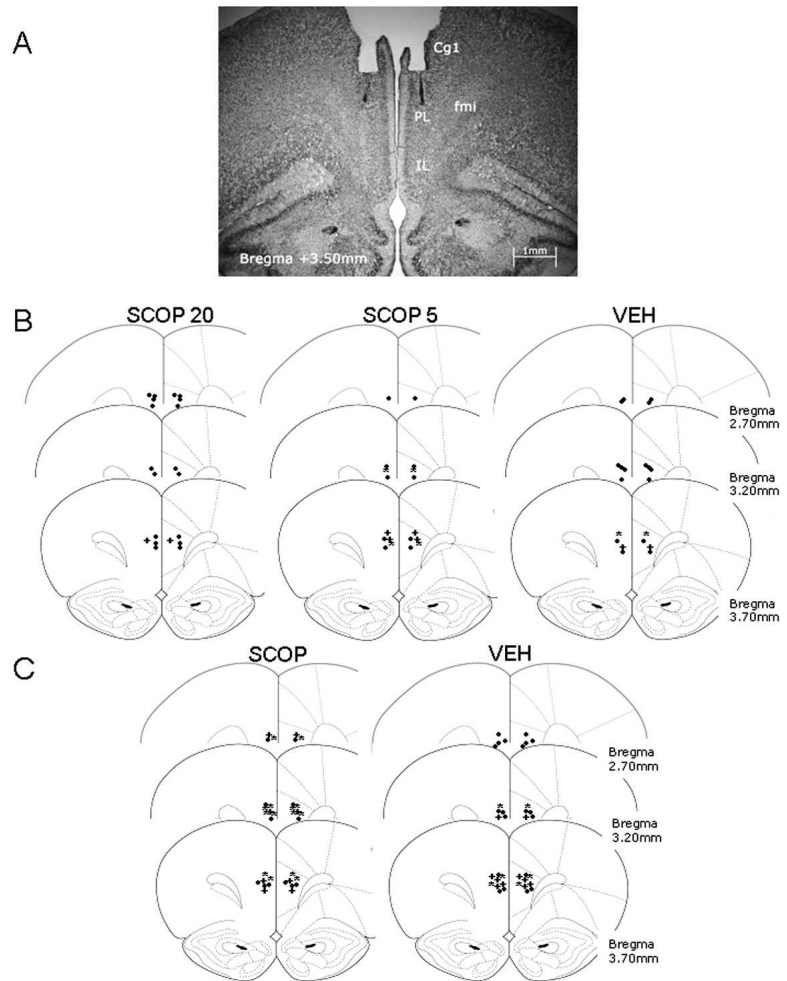 A
Cg1
fmi
PL
IL
Bregma +3.50mm
1mm
B
SCOP 20
SCOP 5
VEH
Bregma
2.70mm
Bregma
3.20mm
Bregma
3.70mm
C
SCOP
VEH
Bregma
2.70mm
Bregma
3.20mm
Bregma
3.70mm